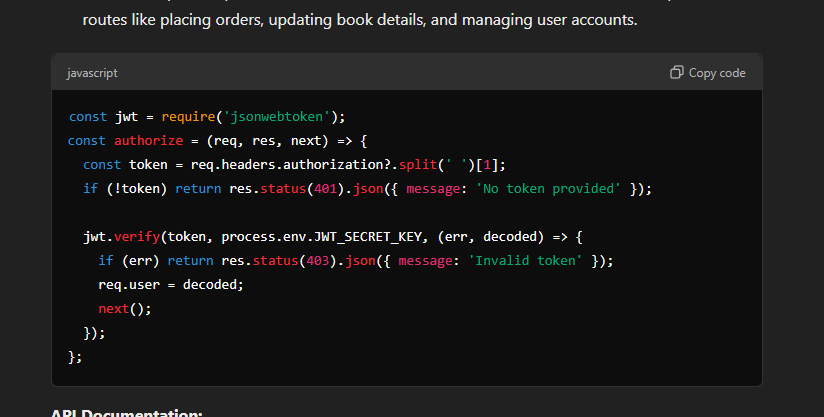 routes like placing orders, updating book details, and managing user accounts.
javascript
Copy code
const jwt = require('jsonwebtoken');
const authorize = (req, res, next) => {
  const token = req.headers.authorization?.split(' ')[1];
  if (!token) return res.status(401).json({ message: 'No token provided' });

  jwt.verify(token, process.env.JWT_SECRET_KEY, (err, decoded) => {
    if (err) return res.status(403).json({ message: 'Invalid token' });
    req.user = decoded;
    next();
  });
};
API Documentation: